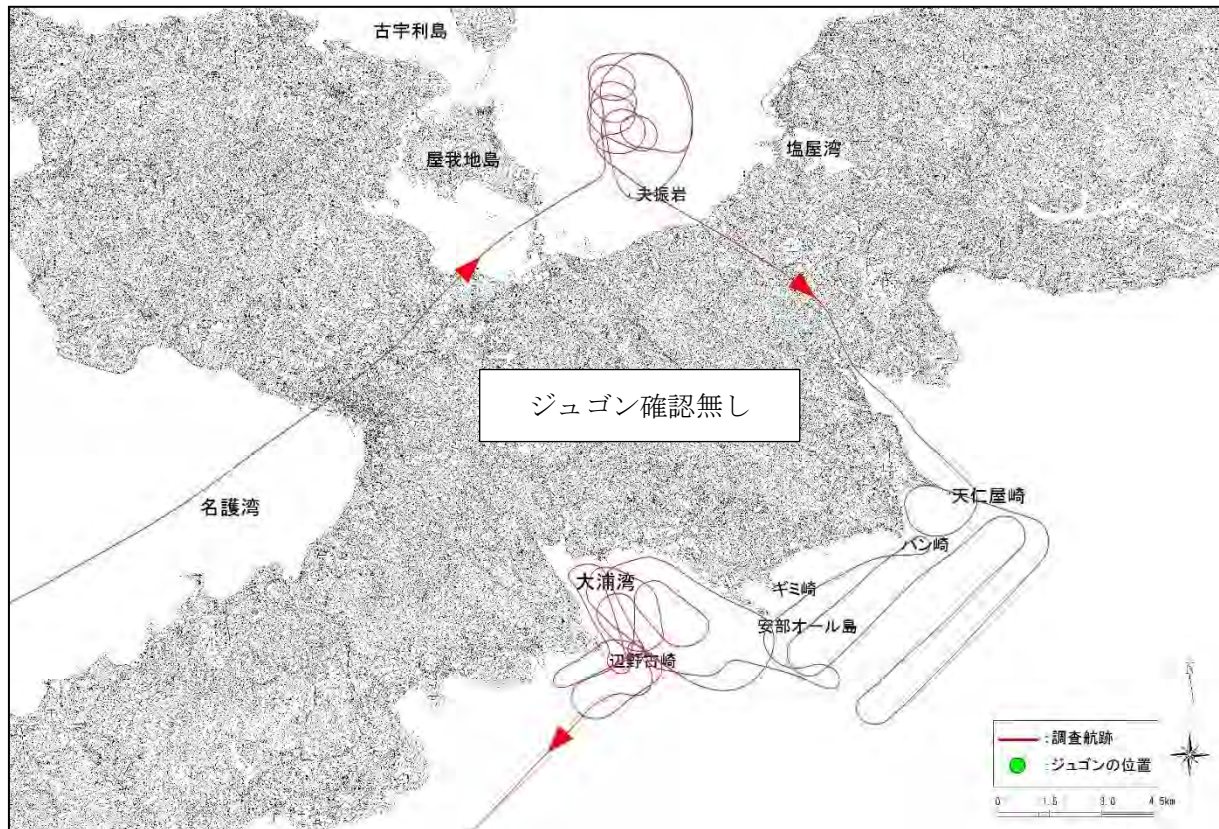 古宇利島
屋我地島
塩屋湾
夫振岩
ジュゴン確認無し
名護湾
天仁屋崎
バン崎
大浦湾
ギミ崎
安部オール島
辺野古崎
N
:調査航跡
:ジュゴンの位置
0 1.5 3.0 4.5km